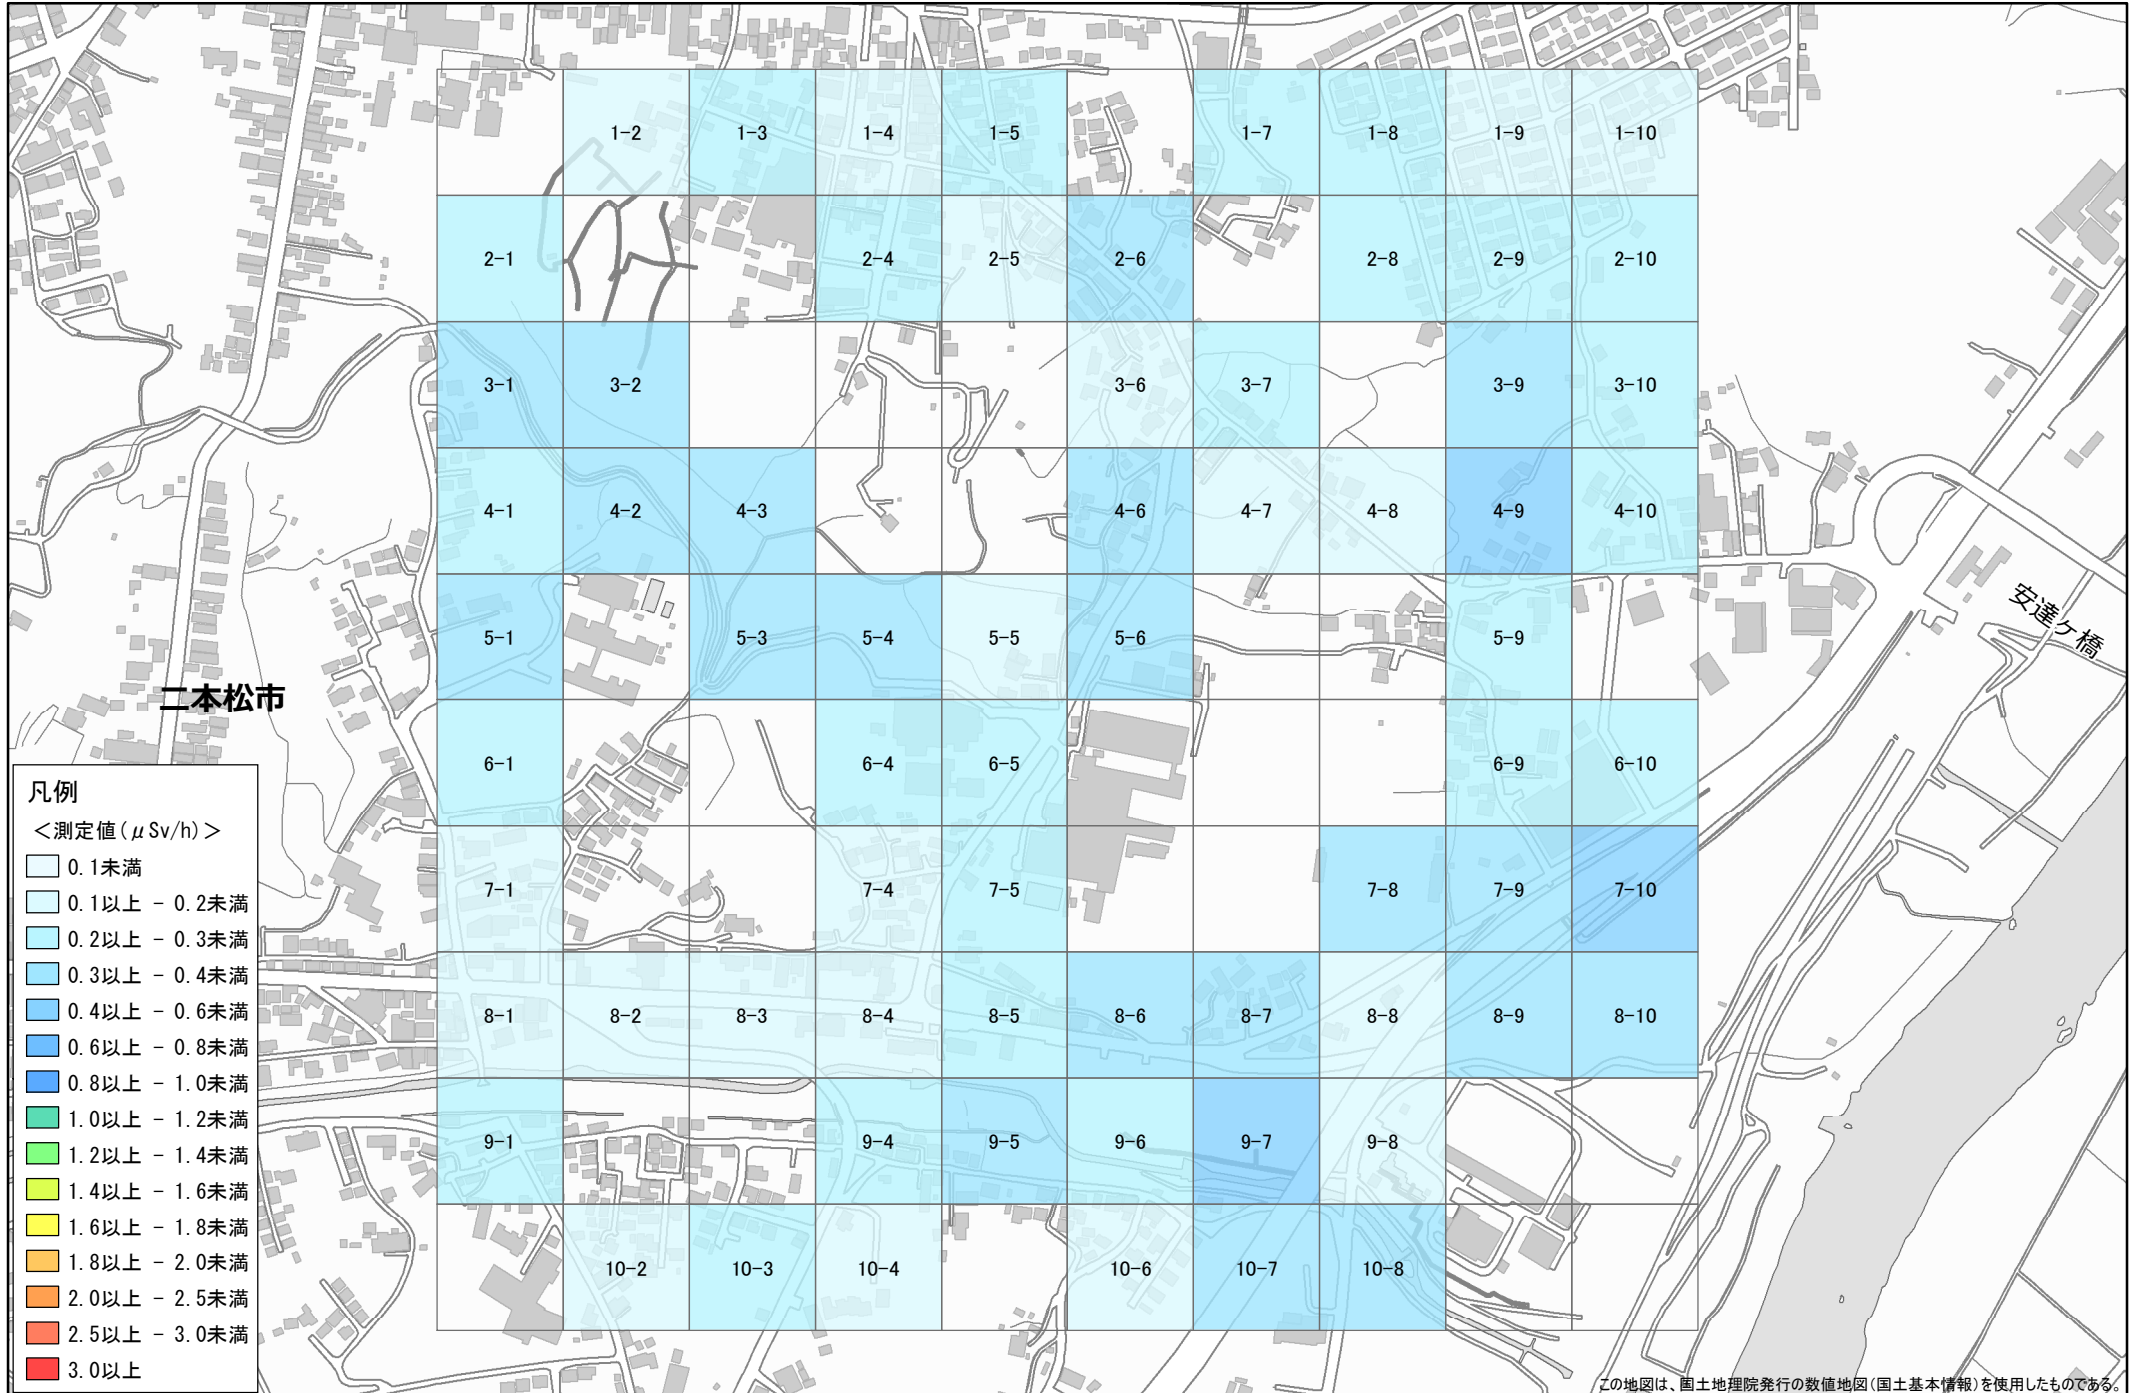 1-2 1-3 1-4 1-5 1-7 1-8 1-9 1-10
2-1 2-4 2-5 2-6 2-8 2-9 2-10
3-1 3-2 3-6 3-7 3-9 3-10
4-1 4-2 4-3 4-6 4-7 4-8 4-9 4-10
5-1 5-3 5-4 5-5 5-6 5-9
安達ヶ橋
二本松市
6-1 6-4 6-5 6-9 6-10
7-1 7-4 7-5 7-8 7-9 7-10
8-1 8-2 8-3 8-4 8-5 8-6 8-7 8-8 8-9 8-10
9-1 9-4 9-5 9-6 9-7 9-8
10-2 10-3 10-4 10-6 10-7 10-8
凡例
<測定値(μSv/h)>
0.1未満
0.1以上 - 0.2未満
0.2以上 - 0.3未満
0.3以上 - 0.4未満
0.4以上 - 0.6未満
0.6以上 - 0.8未満
0.8以上 - 1.0未満
1.0以上 - 1.2未満
1.2以上 - 1.4未満
1.4以上 - 1.6未満
1.6以上 - 1.8未満
1.8以上 - 2.0未満
2.0以上 - 2.5未満
2.5以上 - 3.0未満
3.0以上
この地図は、国土地理院発行の数値地図(国土基本情報)を使用したものである。